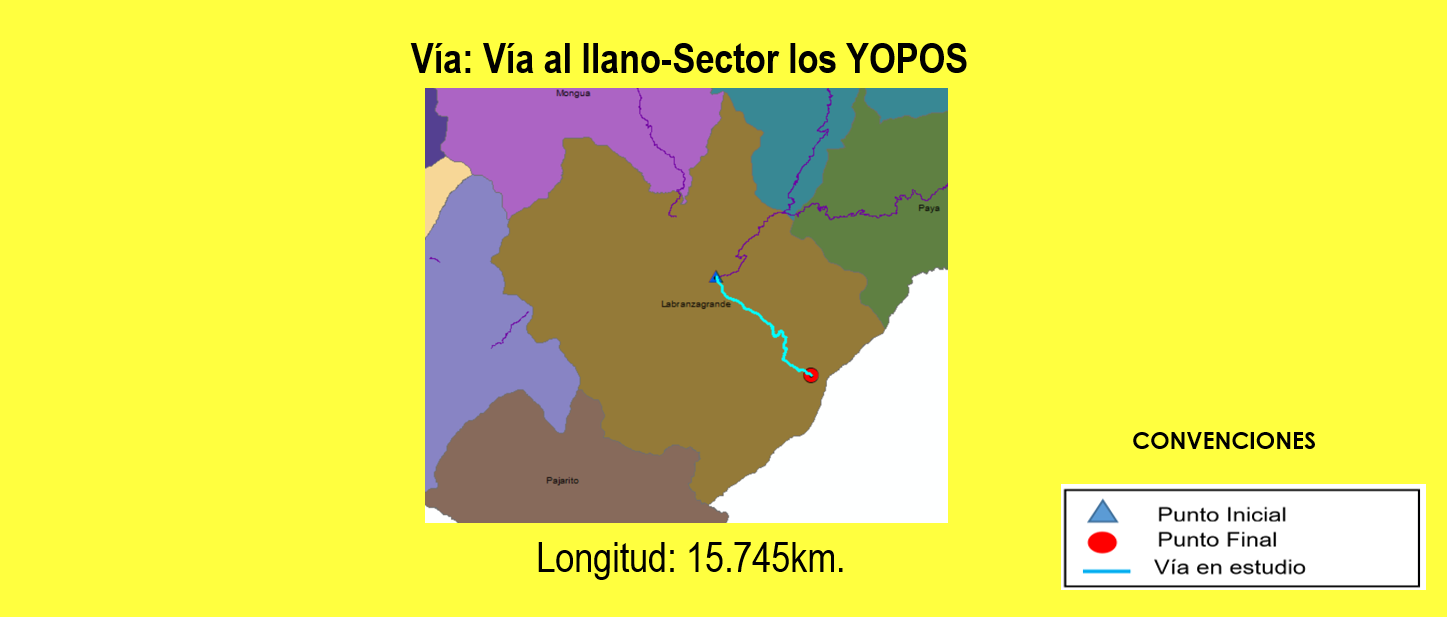 Vía: Vía al llano-Sector los YOPOS
Mongua
Paya
Labranzagrande
Pajarito
Longitud: 15.745km.
CONVENCIONES
Punto Inicial
Punto Final
Vía en estudio